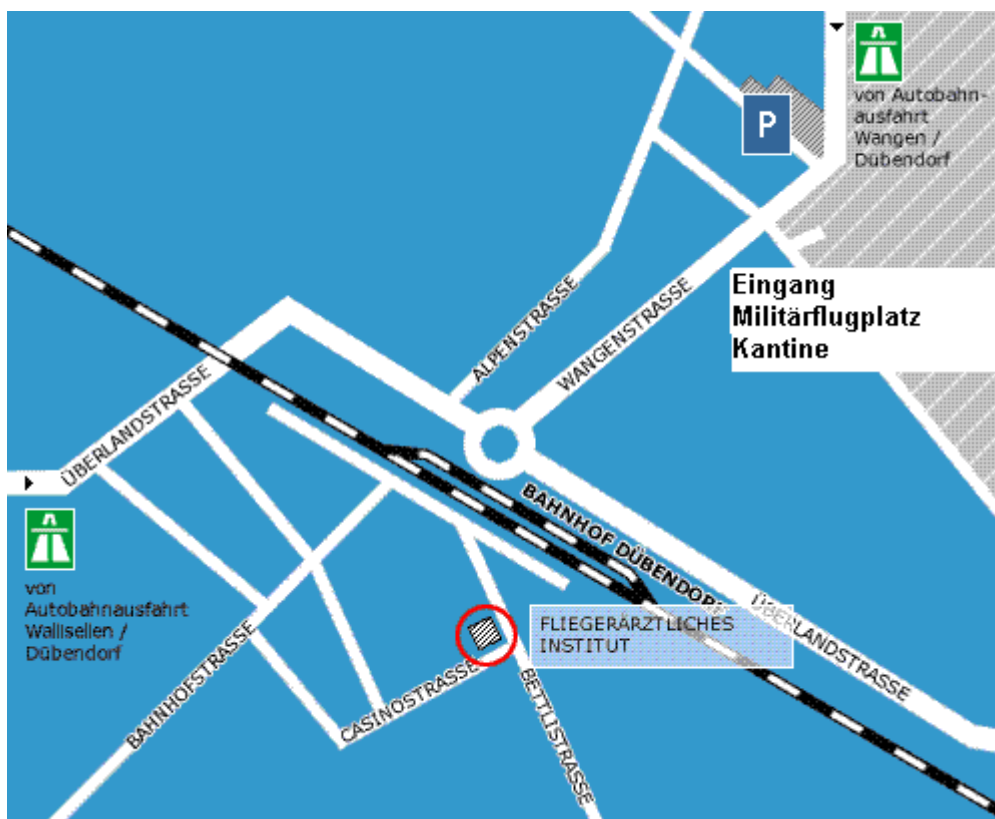 von Autobahn-
ausfahrt
Wangen /
Dübendorf
P
Eingang
Militärflugplatz
Kantine
ALPENSTRASSE
WANGENSTRASSE
ÜBERLANDSTRASSE
BAHNHOF DÜBENDORF
von
Autobahnausfahrt
Wallisellen /
Dübendorf
FLIEGERÄRZTLICHES
INSTITUT
ÜBERLANDSTRASSE
BAHNHOFSTRASSE
CASINOSTRASSE
BETTLISTRASSE